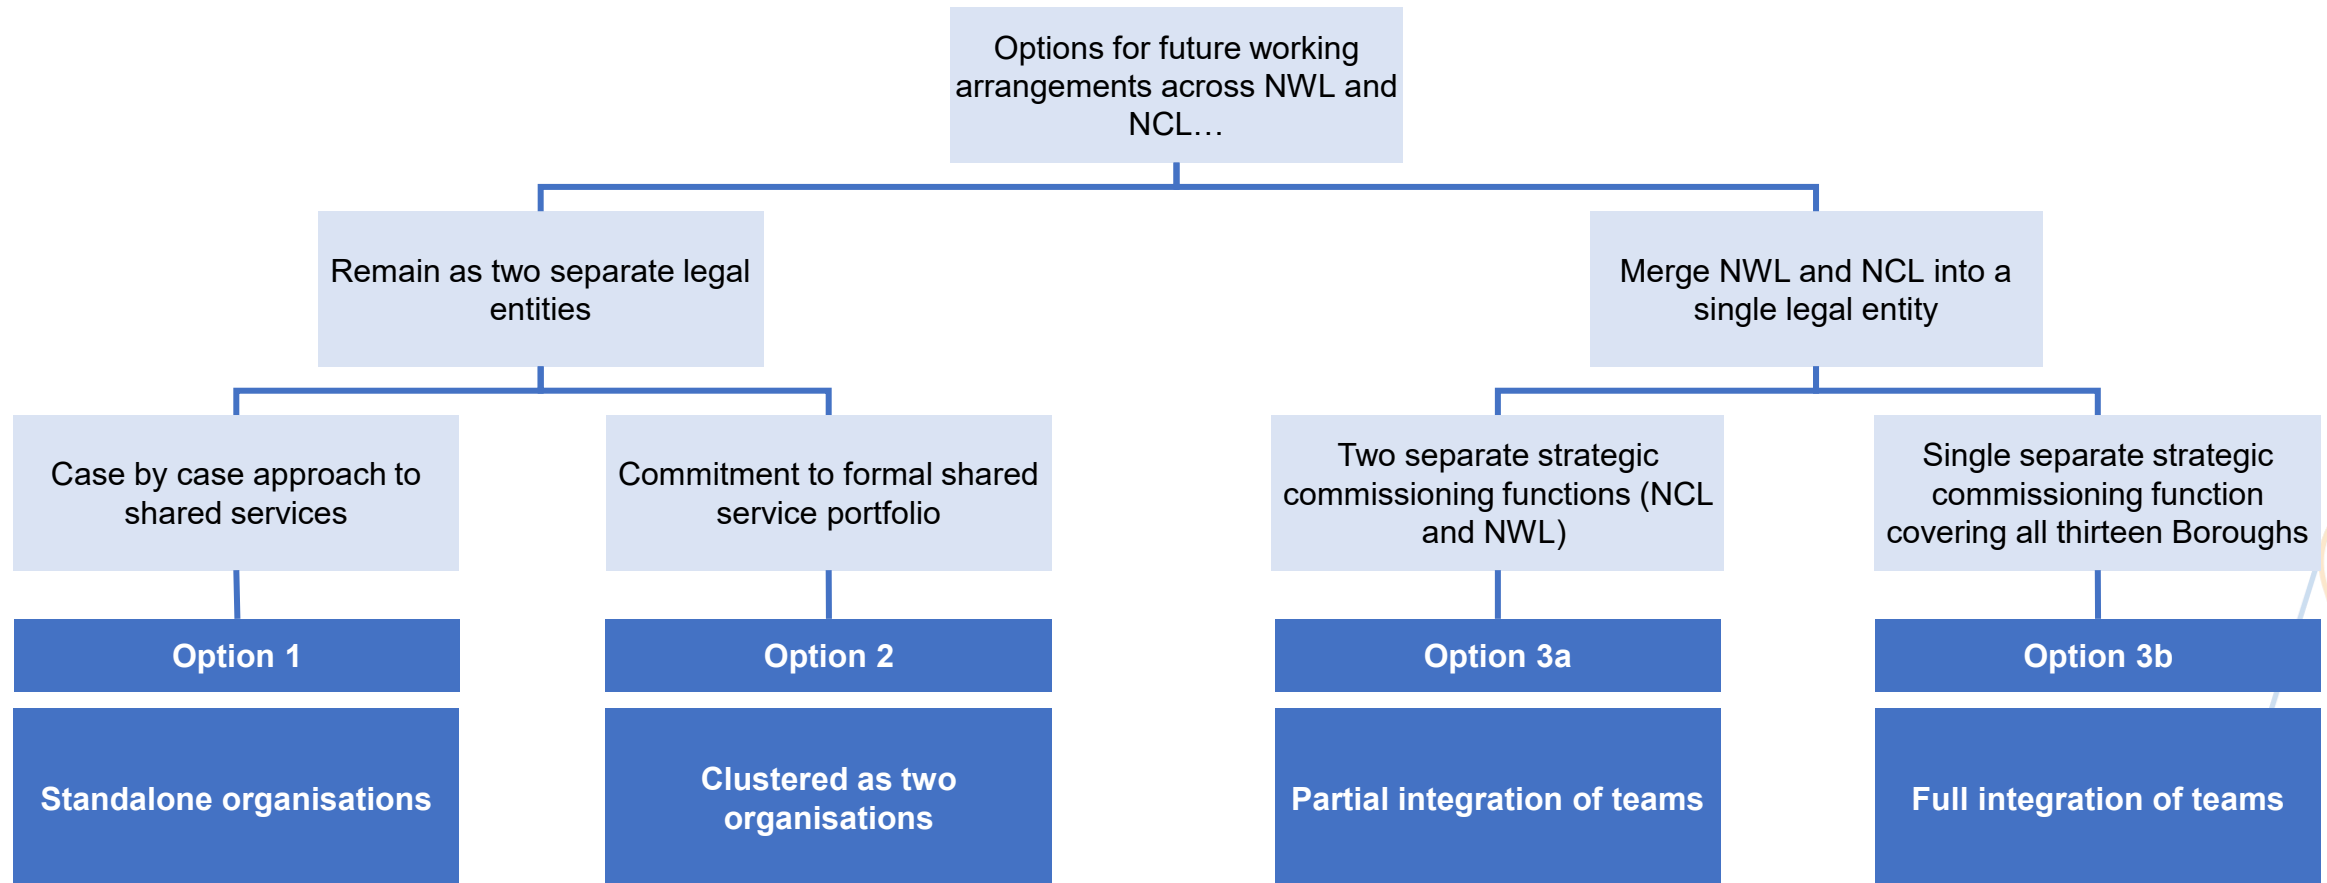 Options for future working
arrangements across NWL and
NCL…
Remain as two separate legal
entities
Merge NWL and NCL into a
single legal entity
Case by case approach to
shared services
Commitment to formal shared
service portfolio
Two separate strategic
commissioning functions (NCL
and NWL)
Single separate strategic
commissioning function
covering all thirteen Boroughs
Option 1
Option 2
Option 3a
Option 3b
Standalone organisations
Clustered as two
organisations
Partial integration of teams
Full integration of teams